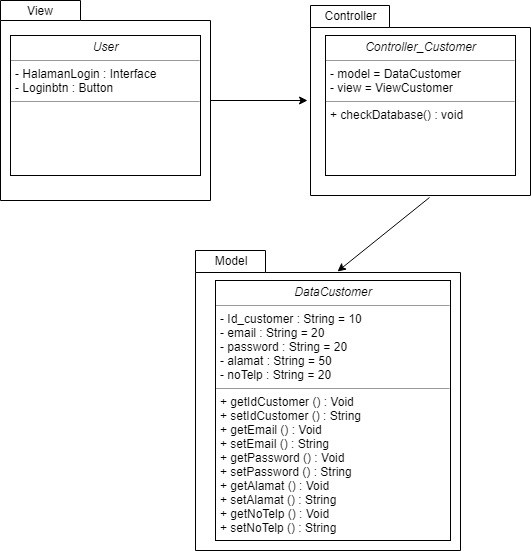 View
User
- HalamanLogin : Interface
- Loginbtn : Button
Controller
Controller_Customer
- model = DataCustomer
- view = ViewCustomer
+ checkDatabase() : void
Model
DataCustomer
- Id_customer : String = 10
- email : String = 20
- password : String = 20
- alamat : String = 50
- noTelp : String = 20
+ getIdCustomer () : Void
+ setIdCustomer () : String
+ getEmail () : Void
+ setEmail () : String
+ getPassword () : Void
+ setPassword () : String
+ getAlamat () : Void
+ setAlamat () : String
+ getNoTelp () : Void
+ setNoTelp () : String